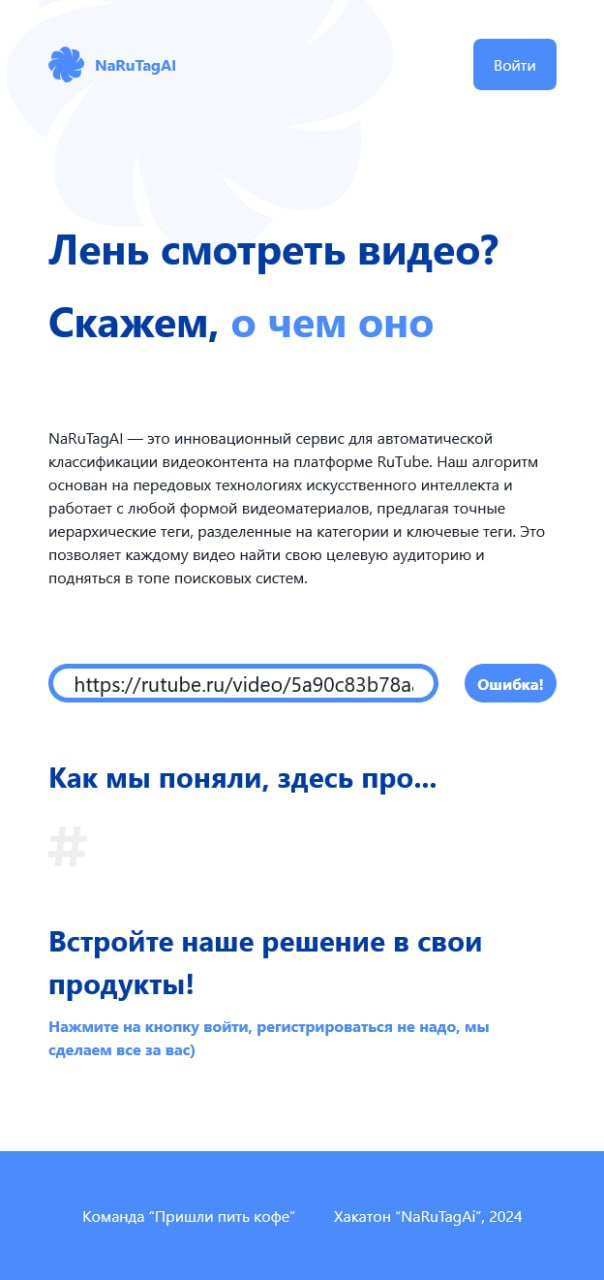 NaRuTagAI
Войти
Лень смотреть видео?
Скажем, о чем оно
NaRuTagAI — это инновационный сервис для автоматической
классификации видеоконтента на платформе RuTube. Наш алгоритм
основан на передовых технологиях искусственного интеллекта и
работает с любой формой видеоматериалов, предлагая точные
иерархические теги, разделенные на категории и ключевые теги. Это
позволяет каждому видео найти свою целевую аудиторию и
подняться в топе поисковых систем.
https://rutube.ru/video/5a90c83b78a
Ошибка!
Как мы поняли, здесь про...
#
Встройте наше решение в свои
продукты!
Нажмите на кнопку войти, регистрироваться не надо, мы
сделаем все за вас)
Команда “Пришли пить кофе”
Хакатон “NaRuTagAi”, 2024